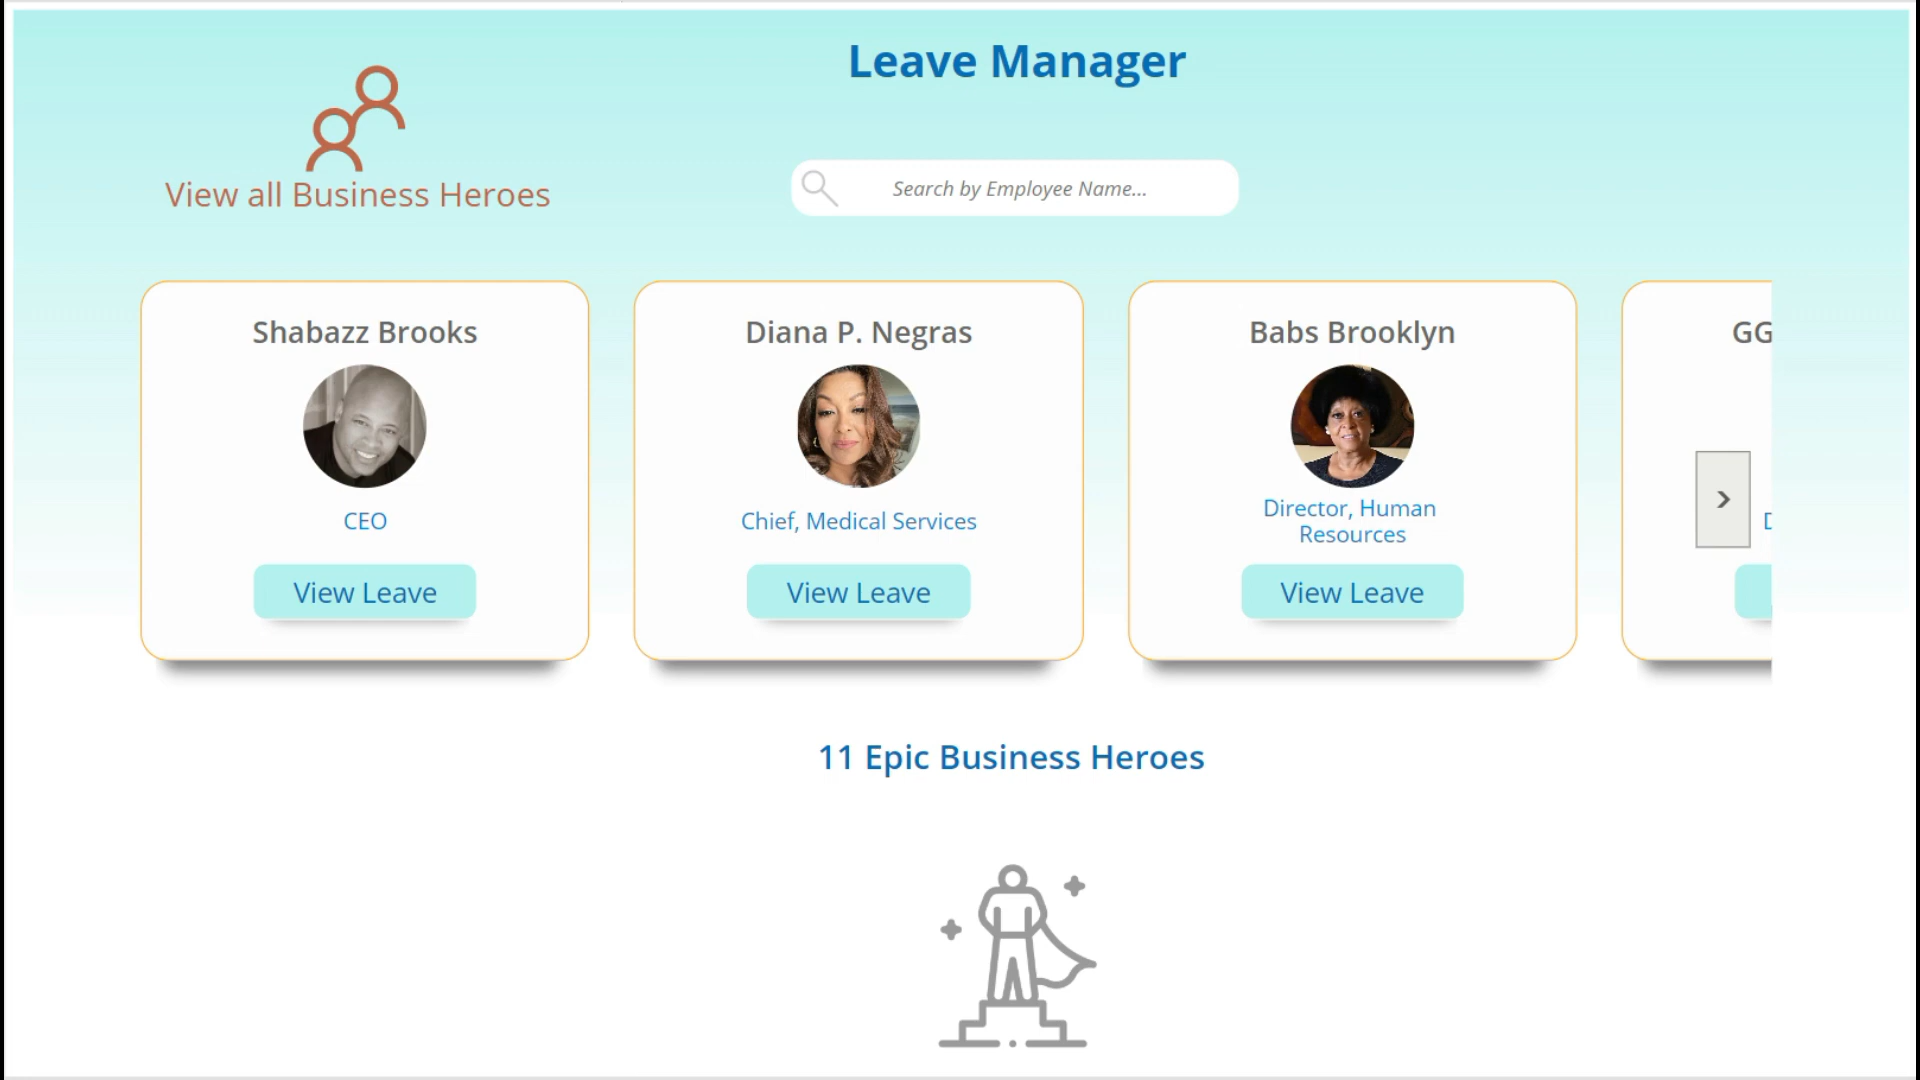 Leave Manager
View all Business Heroes
Search by Employee Name...
Shabazz Brooks
CEO
View Leave
Diana P. Negras
Chief, Medical Services
View Leave
Babs Brooklyn
Director, Human
Resources
View Leave
GG
D
11 Epic Business Heroes